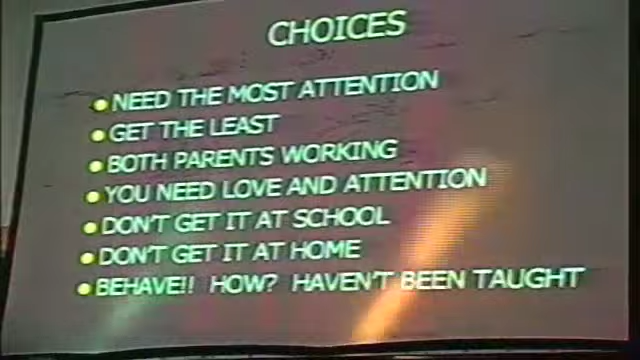 CHOICES
NEED THE MOST ATTENTION
GET THE LEAST
BOTH PARENTS WORKING
YOU NEED LOVE AND ATTENTION
DON'T GET IT AT SCHOOL
DON'T GET IT AT HOME
BEHAVE!! HOW? HAVEN'T BEEN TAUGHT